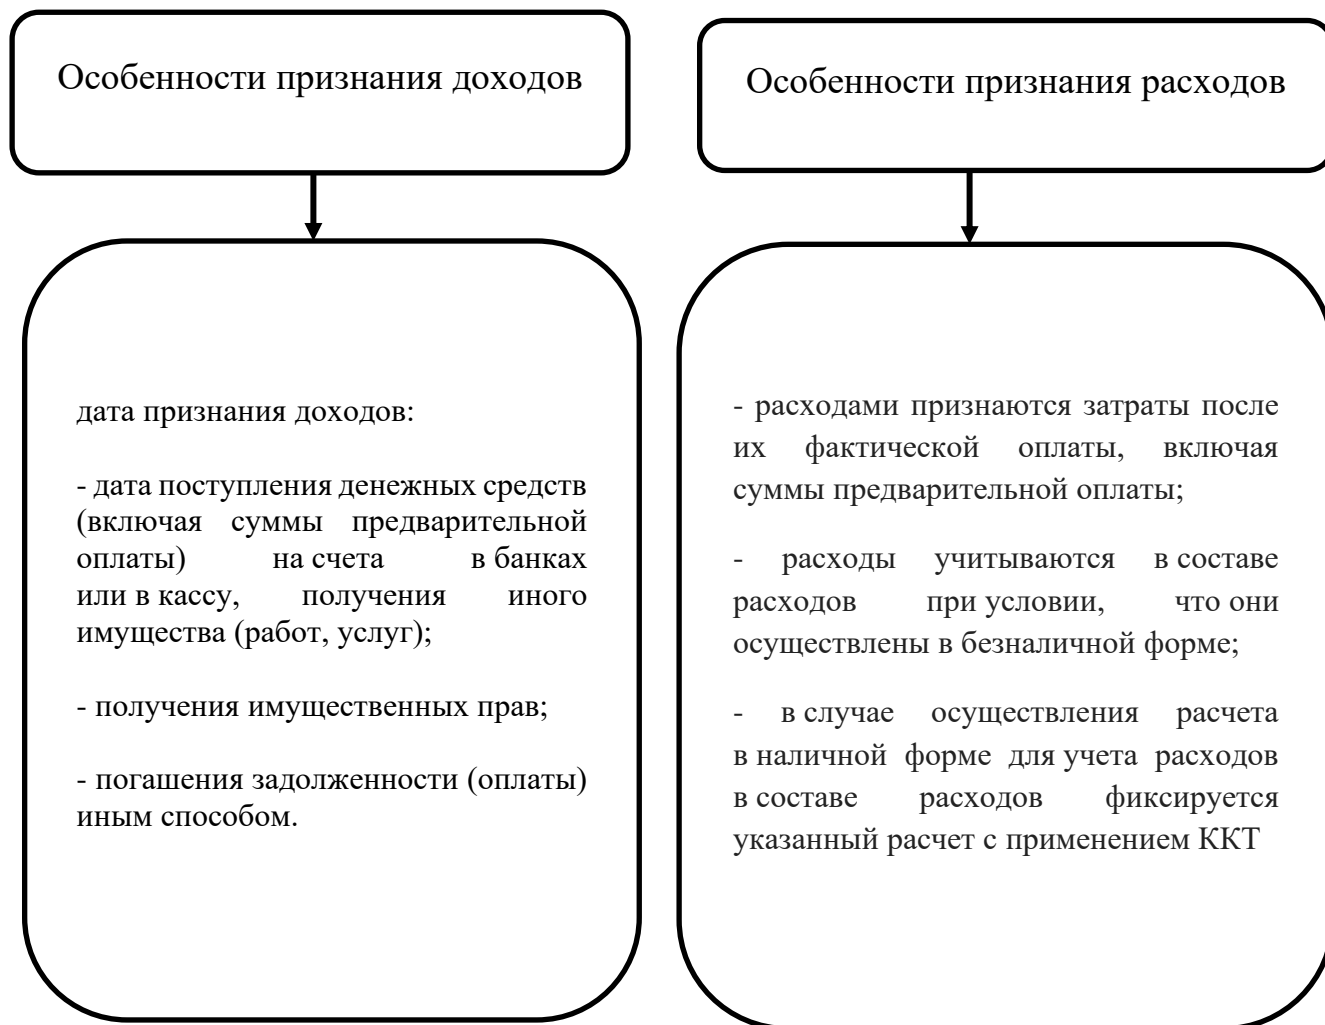 Особенности признания доходов
дата признания доходов:
- дата поступления денежных средств
(включая суммы предварительной
оплаты) на счета в банках
или в кассу, получения иного
имущества (работ, услуг);
- получения имущественных прав;
- погашения задолженности (оплаты)
иным способом.
Особенности признания расходов
- расходами признаются затраты после
их фактической оплаты, включая
суммы предварительной оплаты;
- расходы учитываются в составе
расходов при условии, что они
осуществлены в безналичной форме;
- в случае осуществления расчета
в наличной форме для учета расходов
в составе расходов фиксируется
указанный расчет с применением ККТ